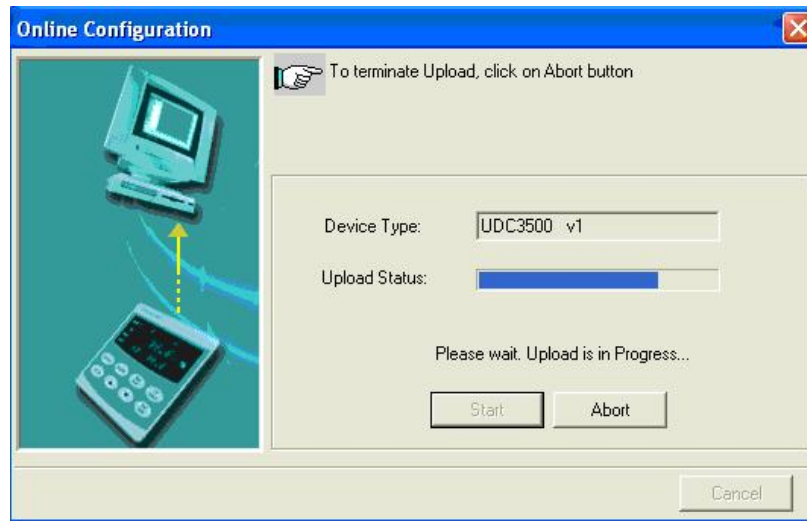 Online Configuration
To terminate Upload, click on Abort button
Device Type:
UDC3500 v1
Upload Status:
Please wait. Upload is in Progress...
Start
Abort
Cancel